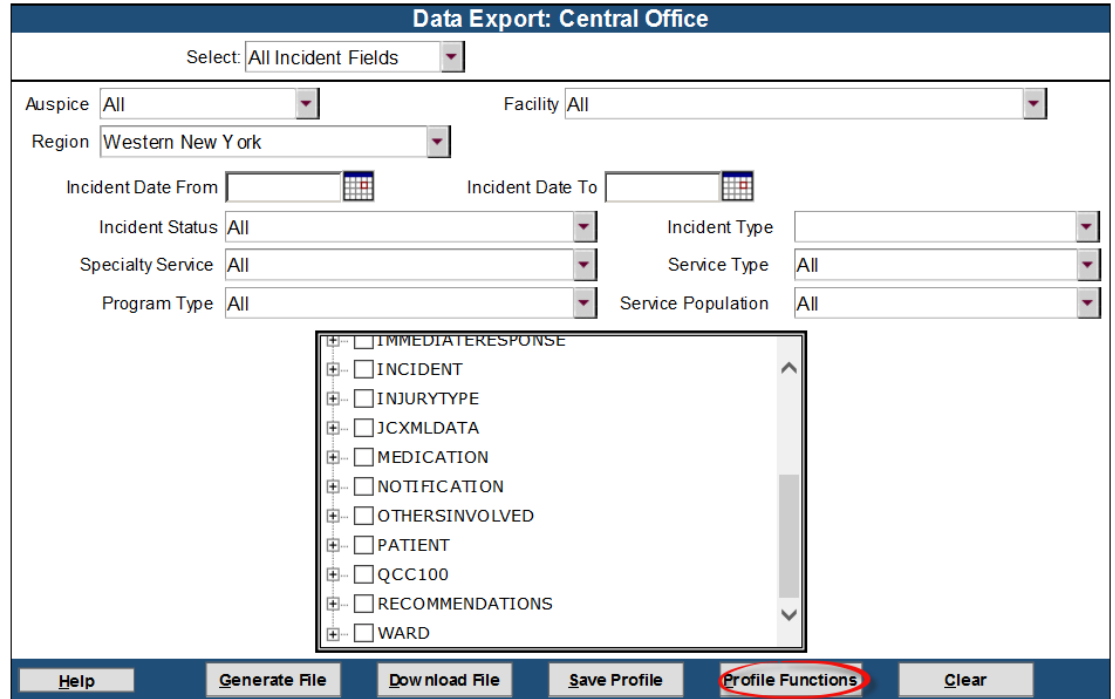 Data Export: Central Office
Select: All Incident Fields
Auspice All Facility All
Region Western New York
Incident Date From Incident Date To
Incident Status All Incident Type
Specialty Service All Service Type All
Program Type All Service Population All
IMMEDIATERESPONSE
INCIDENT
INJURYTYPE
JCXMLDATA
MEDICATION
NOTIFICATION
OTHERSINVOLVED
PATIENT
QCC100
RECOMMENDATIONS
WARD
Help Generate File Download File Save Profile Profile Functions Clear